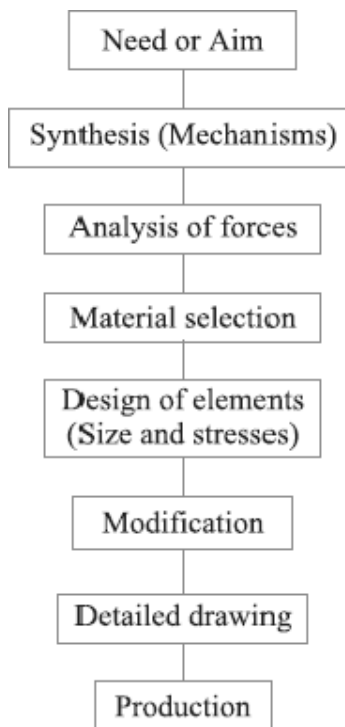 Need or Aim
Synthesis (Mechanisms)
Analysis of forces
Material selection
Design of elements
(Size and stresses)
Modification
Detailed drawing
Production